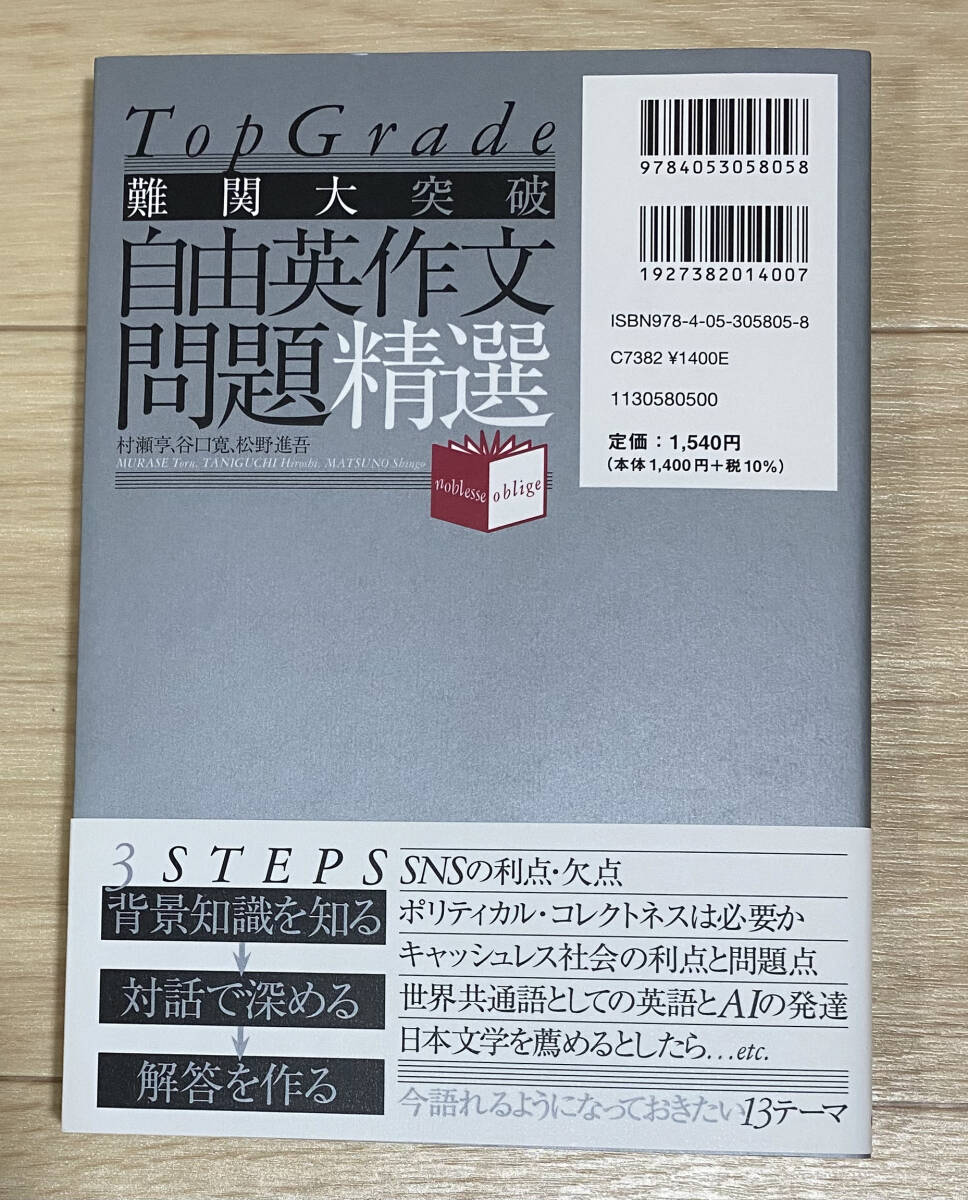 TopGrade
難関大突破
自由英作文
問題精選
村瀬亨、谷口寛、松野進吾
MURASE Toru, TANIGUCHI Hiroshi, MATSUNO Shingo
noblesse oblige
9784053058058
1927382014007
ISBN978-4-05-305805-8
C7382 ¥1400E
1130580500
定価：1,540円
（本体1,400円＋税10%）
3 STEPS
背景知識を知る
対話で深める
解答を作る
SNSの利点・欠点
ポリティカル・コレクトネスは必要か
キャッシュレス社会の利点と問題点
世界共通語としての英語とAIの発達
日本文学を薦めるとしたら…etc.
今語れるようになっておきたい13テーマ